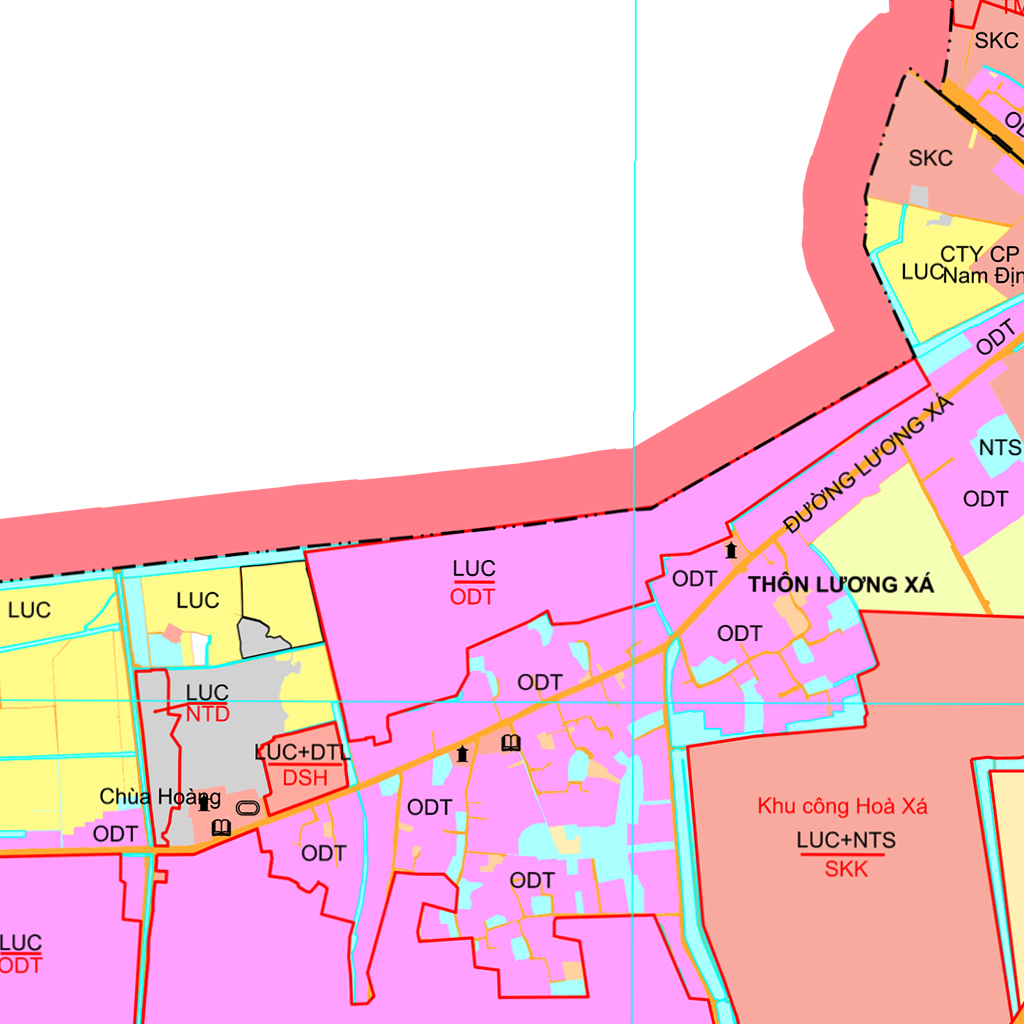 SKC
SKC
CTY CP
LUC
Nam Địn
ODT
ĐƯỜNG LƯƠNG XÁ
NTS
ODT
LUC
ODT
ODT
THÔN LƯƠNG XÁ
LUC
LUC
ODT
ODT
LUC
NTD
LUC+DTL
DSH
Chùa Hoàng
ODT
ODT
Khu công Hoà Xá
LUC+NTS
SKK
ODT
ODT
LUC
ODT